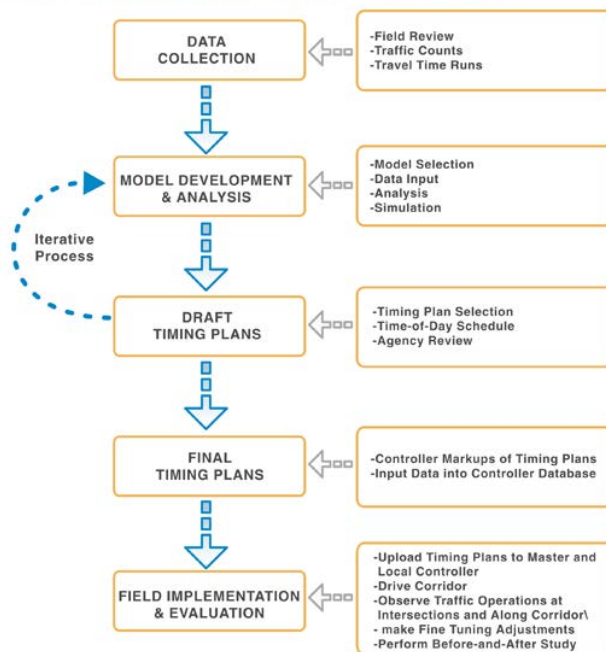 DATA
COLLECTION
-Field Review
-Traffic Counts
-Travel Time Runs
MODEL DEVELOPMENT
& ANALYSIS
-Model Selection
-Data Input
-Analysis
-Simulation
Iterative
Process
DRAFT
TIMING PLANS
-Timing Plan Selection
-Time-of-Day Schedule
-Agency Review
FINAL
TIMING PLANS
-Controller Markups of Timing Plans
-Input Data into Controller Database
FIELD IMPLEMENTATION
& EVALUATION
-Upload Timing Plans to Master and
Local Controller
-Drive Corridor
-Observe Traffic Operations at
Intersections and Along Corridor\
- make Fine Tuning Adjustments
-Perform Before-and-After Study